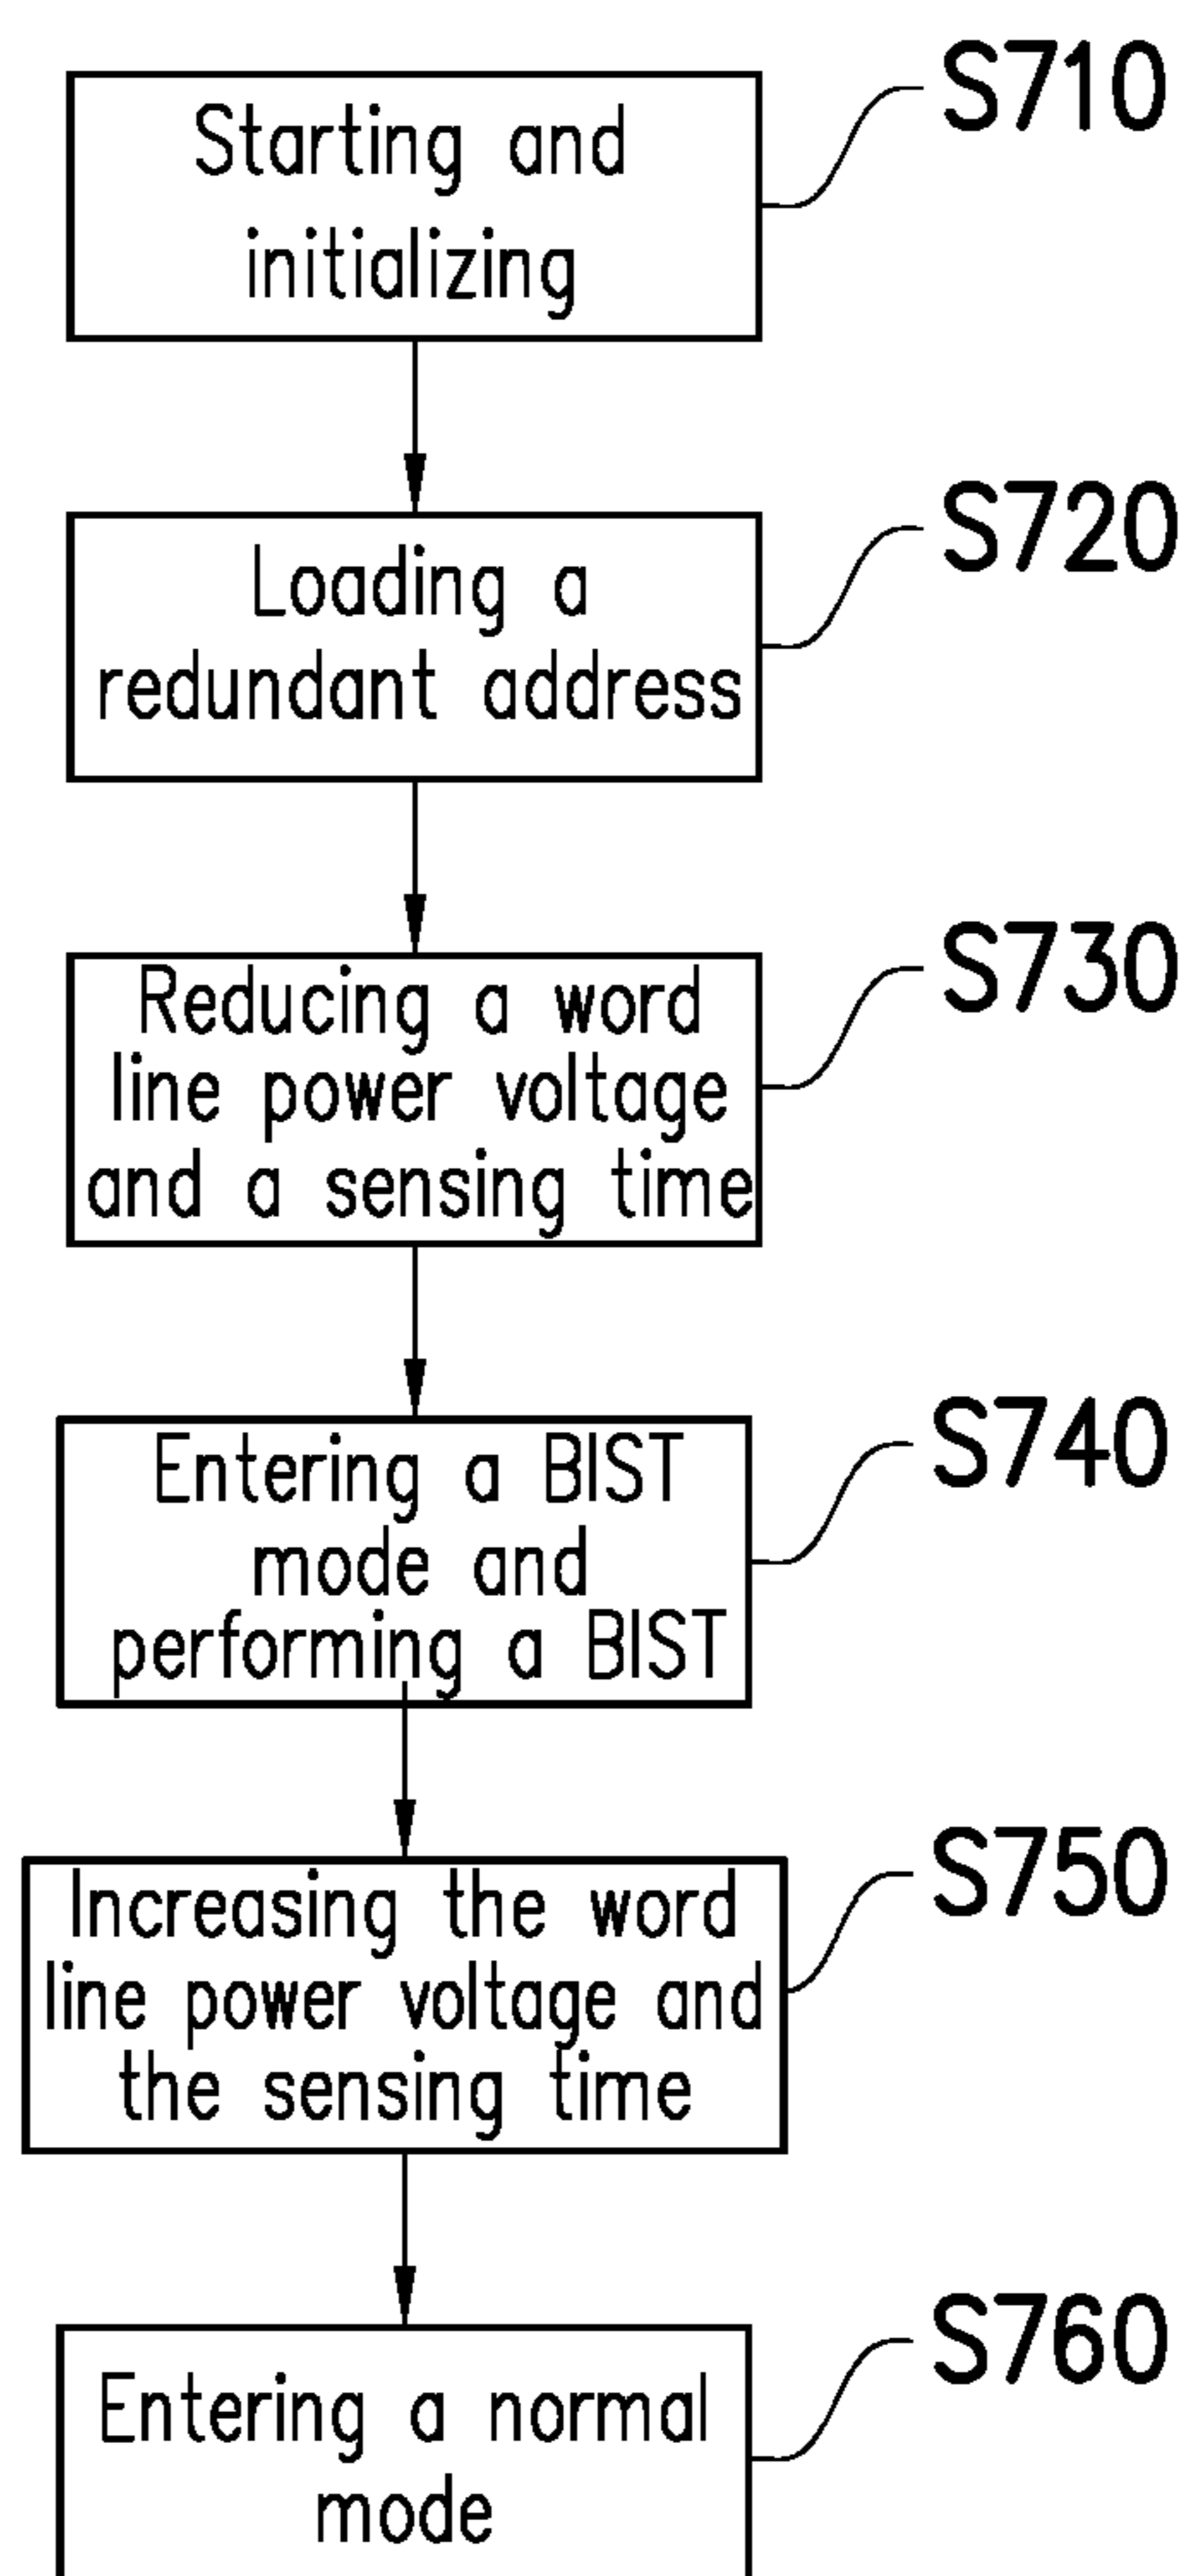 S710
Starting and
initializing
S720
Loading a
redundant address
S730
Reducing a word
line power voltage
and a sensing time
S740
Entering a BIST
mode and
performing a BIST
S750
Increasing the word
line power voltage and
the sensing time
S760
Entering a normal
mode